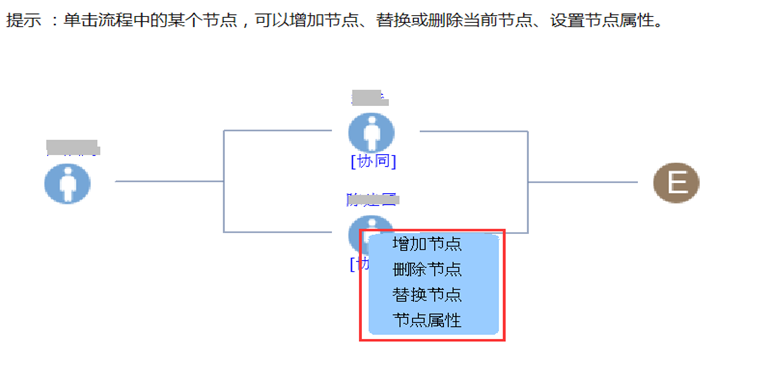 提示 ：单击流程中的某个节点，可以增加节点、替换或删除当前节点、设置节点属性。
[协同]
E
[协
增加节点
删除节点
替换节点
节点属性